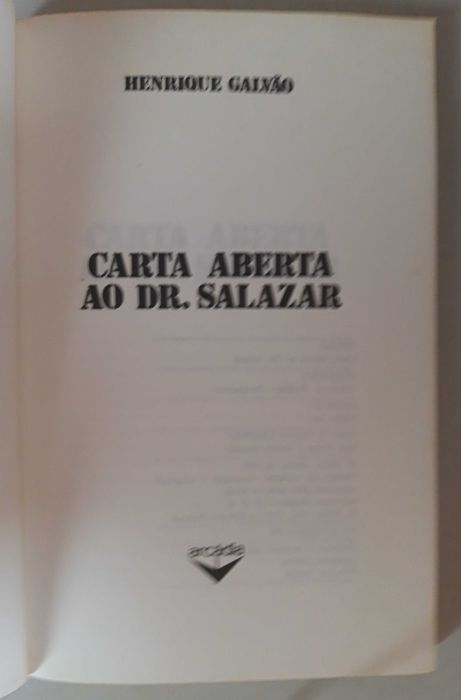 HENRIQUE GALVÃO
CARTA ABERTA
AO DR. SALAZAR
arcádia